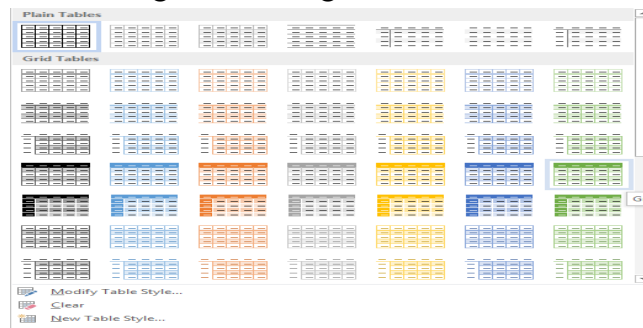 Plain Tables
Grid Tables
G
Modify Table Style...
Clear
New Table Style...